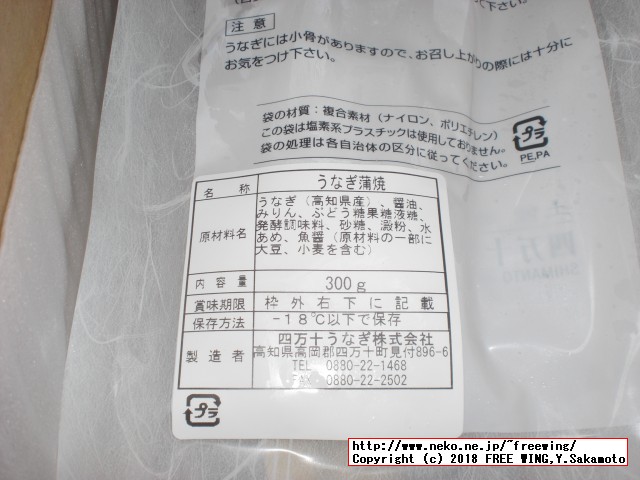 て下さい。
注意
うなぎには小骨がありますので、お召し上がりの際には十分に
お気をつけ下さい。
袋の材質：複合素材（ナイロン、ポリエチレン）
この袋は塩素系プラスチックは使用しておりません。
袋の処理は各自治体の区分に従ってください。
プラ
PE,PA
名称 うなぎ蒲焼
原材料名 うなぎ（高知県産）、醤油、
みりん、ぶどう糖果糖液糖、
発酵調味料、砂糖、澱粉、水
あめ、魚醤（原材料の一部に
大豆、小麦を含む）
内容量 300g
賞味期限 枠外右下に記載
保存方法 -18℃以下で保存
製造者 四万十うなぎ株式会社
高知県高岡郡四万十町見付896-6
TEL 0880-22-1468
FAX 0880-22-2502
プラ
四万十
http://www.neko.ne.jp/~freewing/
Copyright (c) 2018 FREE WING,Y.Sakamoto